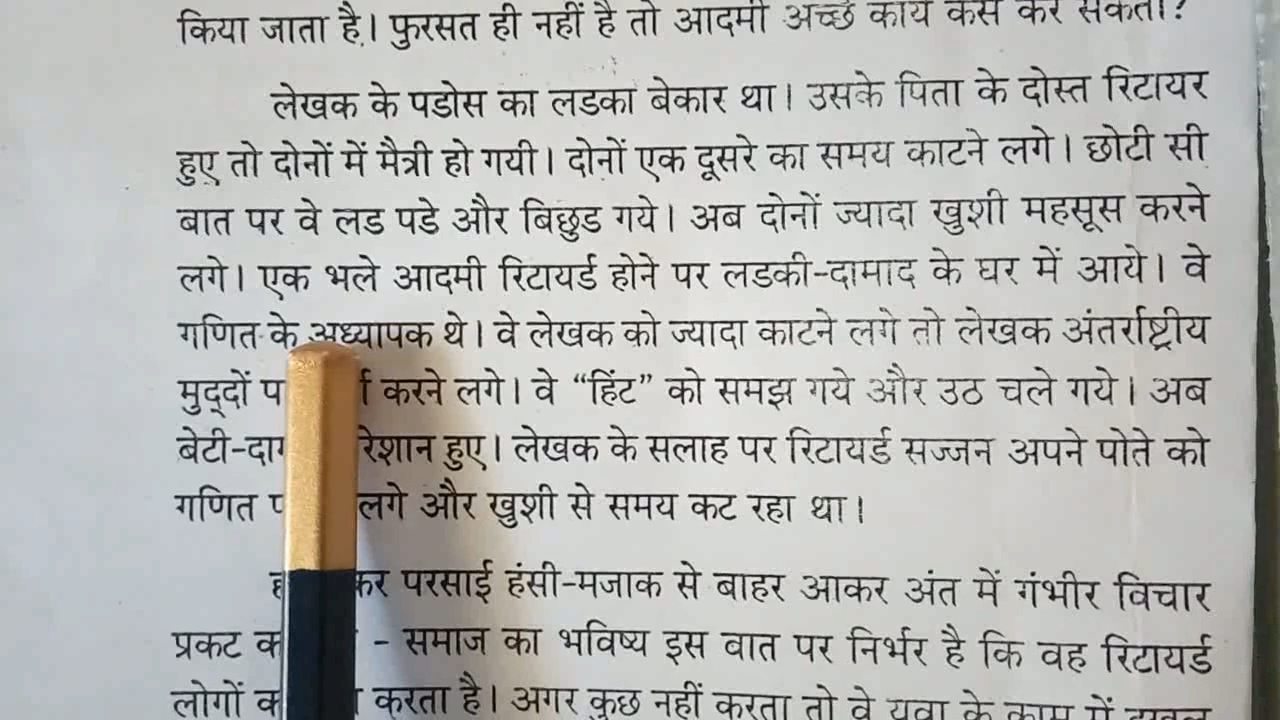 किया जाता है। फुरसत ही नहीं है तो आदमी अच्छे कार्य कैसे कर सकता?
लेखक के पडोस का लडका बेकार था। उसके पिता के दोस्त रिटायर
हुए तो दोनों में मैत्री हो गयी। दोनों एक दूसरे का समय काटने लगे। छोटी सी
बात पर वे लड पडे और बिछुड गये। अब दोनों ज्यादा खुशी महसूस करने
लगे। एक भले आदमी रिटायर्ड होने पर लडकी-दामाद के घर में आये। वे
गणित के अध्यापक थे। वे लेखक को ज्यादा काटने लगे तो लेखक अंतर्राष्ट्रीय
मुद्दों करने लगे। वे “हिंट” को समझ गये और उठ चले गये। अब
हुए। लेखक के सलाह पर रिटायर्ड सज्जन अपने पोते को
गणित लगे और खुशी से समय कट रहा था।
परसाई हंसी-मजाक से बाहर आकर अंत में गंभीर विचार
प्रकट - समाज का भविष्य इस बात पर निर्भर है कि वह रिटायर्ड
लोगों करता है। अगर कुछ नहीं करता तो वे युवा के काम में